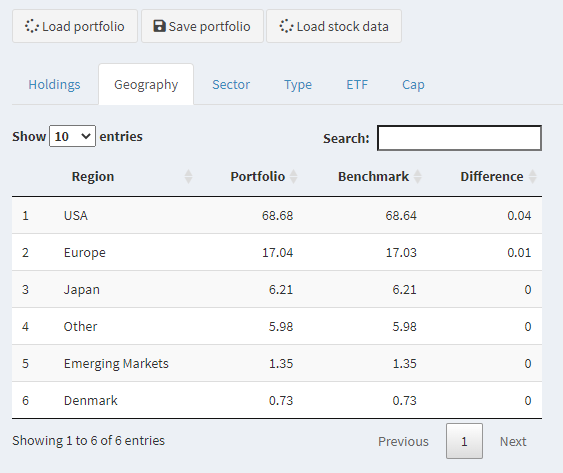 Load portfolio Save portfolio Load stock data
Holdings Geography Sector Type ETF Cap
Show 10 entries Search:
Region Portfolio Benchmark Difference
1 USA 68.68 68.64 0.04
2 Europe 17.04 17.03 0.01
3 Japan 6.21 6.21 0
4 Other 5.98 5.98 0
5 Emerging Markets 1.35 1.35 0
6 Denmark 0.73 0.73 0
Showing 1 to 6 of 6 entries Previous 1 Next